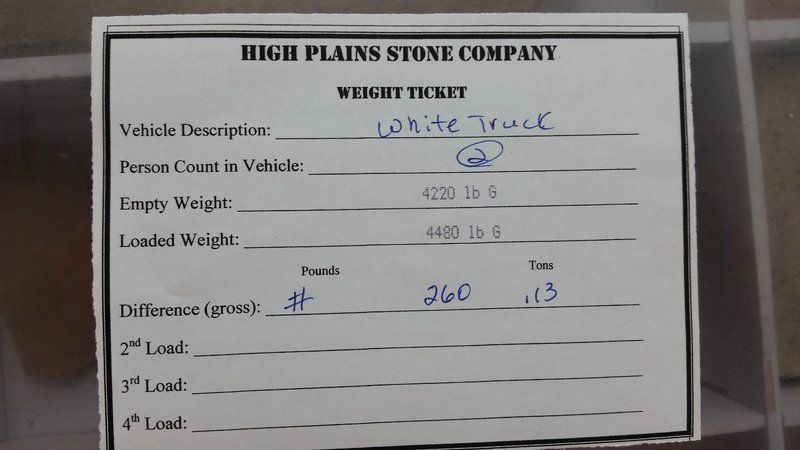 HIGH PLAINS STONE COMPANY
WEIGHT TICKET
Vehicle Description: White Truck
Person Count in Vehicle: 2
Empty Weight: 4220 lb G
Loaded Weight: 4480 lb G
Pounds Tons
Difference (gross): # 260 .13
2nd Load:
3rd Load:
4th Load: